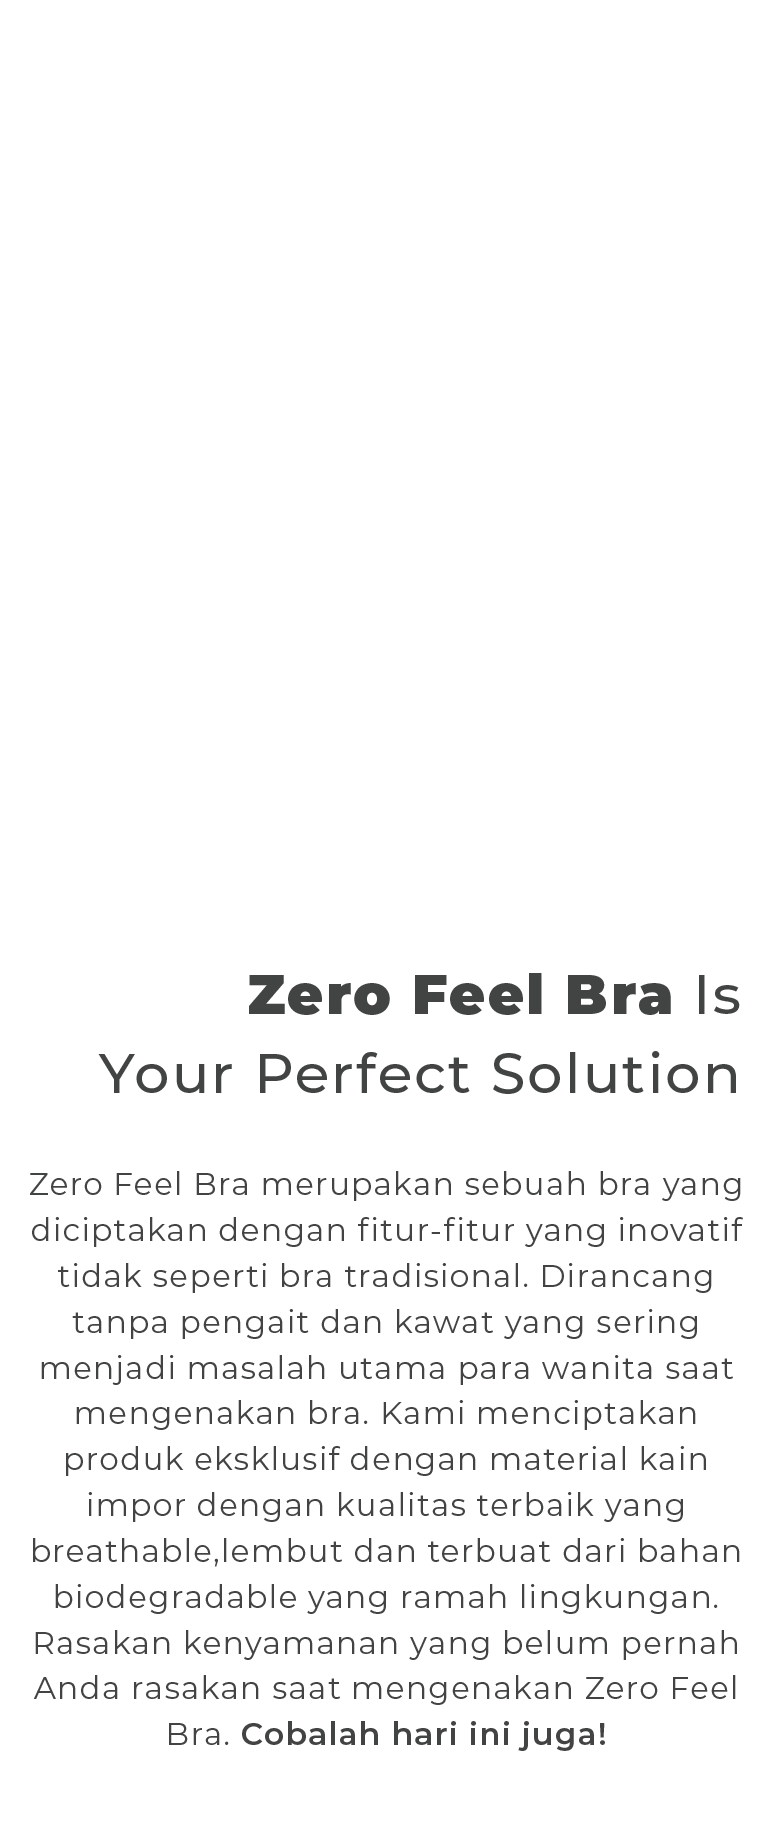 Zero Feel Bra Is
Your Perfect Solution
Zero Feel Bra merupakan sebuah bra yang
diciptakan dengan fitur-fitur yang inovatif
tidak seperti bra tradisional. Dirancang
tanpa pengait dan kawat yang sering
menjadi masalah utama para wanita saat
mengenakan bra. Kami menciptakan
produk eksklusif dengan material kain
impor dengan kualitas terbaik yang
breathable,lembut dan terbuat dari bahan
biodegradable yang ramah lingkungan.
Rasakan kenyamanan yang belum pernah
Anda rasakan saat mengenakan Zero Feel
Bra. Cobalah hari ini juga!